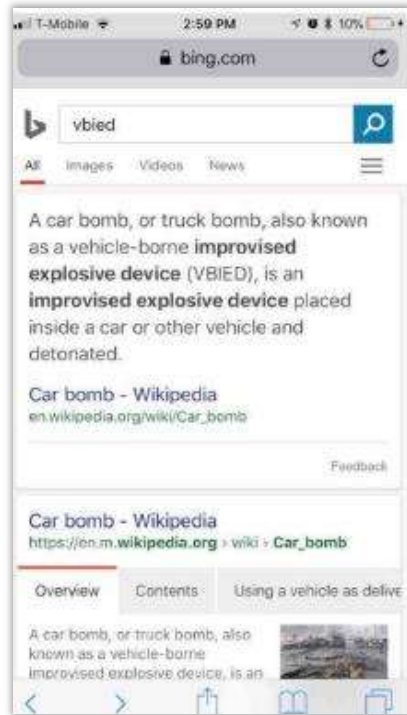 T-Mobile 2:59 PM 10%
bing.com
vbied
All Images Videos News
A car bomb, or truck bomb, also known
as a vehicle-borne improvised
explosive device (VBIED), is an
improvised explosive device placed
inside a car or other vehicle and
detonated.
Car bomb - Wikipedia
en.wikipedia.org/wiki/Car_bomb
Feedback
Car bomb - Wikipedia
https://en.m.wikipedia.org › wiki › Car_bomb
Overview Contents Using a vehicle as delive
A car bomb, or truck bomb, also
known as a vehicle-borne
improvised explosive device, is an